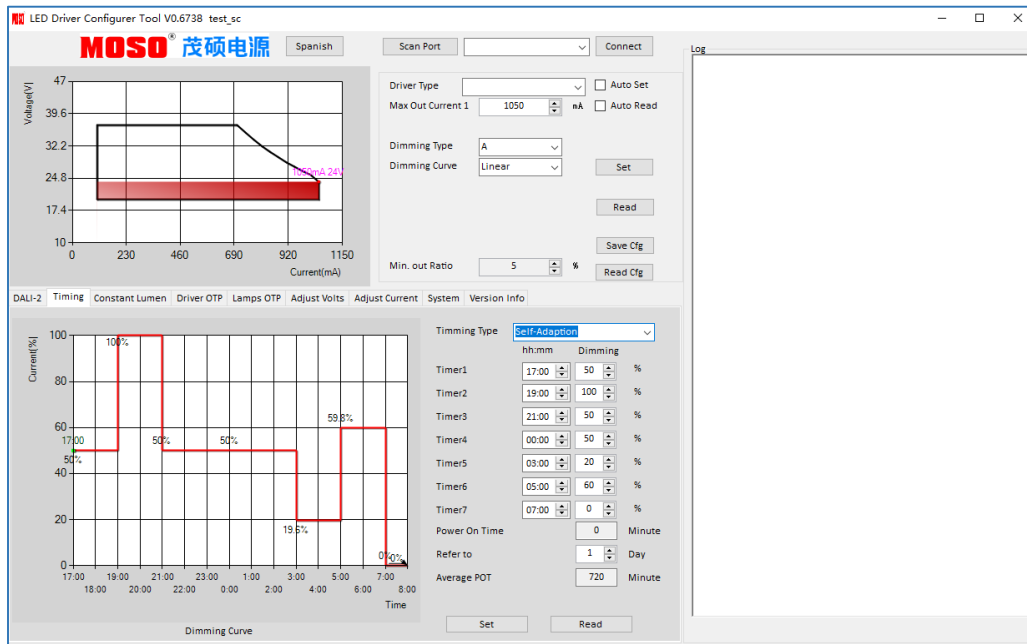 LED Driver Configurer Tool V0.6738 test_sc
MOSO® 茂硕电源
Spanish
Scan Port
Connect
Log
Voltage(V)
47
39.6
32.2
24.8
17.4
10
1050mA 24V
0 230 460 690 920 1150
Current(mA)
Driver Type
Auto Set
Max Out Current 1 1050 mA
Auto Read
Dimming Type A
Dimming Curve Linear
Set
Read
Save Cfg
Min. out Ratio 5 %
Read Cfg
DALI-2 Timing Constant Lumen Driver OTP Lamps OTP Adjust Volts Adjust Current System Version Info
Current(%)
100
80
60
40
20
0
100%
17:00
50%
50%
50%
19.6%
59.8%
0%
0%
17:00 19:00 21:00 23:00 1:00 3:00 5:00 7:00
18:00 20:00 22:00 0:00 2:00 4:00 6:00 8:00
Time
Dimming Curve
Timming Type Self-Adaption
hh:mm Dimming
Timer1 17:00 50 %
Timer2 19:00 100 %
Timer3 21:00 50 %
Timer4 00:00 50 %
Timer5 03:00 20 %
Timer6 05:00 60 %
Timer7 07:00 0 %
Power On Time 0 Minute
Refer to 1 Day
Average POT 720 Minute
Set
Read